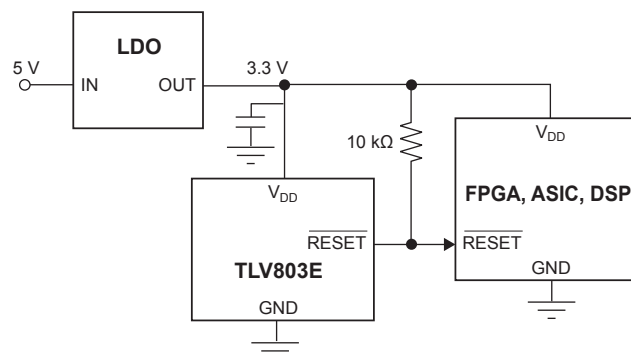 LDO
5 V
IN
OUT
3.3 V
10 kΩ
V_DD
FPGA, ASIC, DSP
RESET
GND
V_DD
RESET
TLV803E
GND